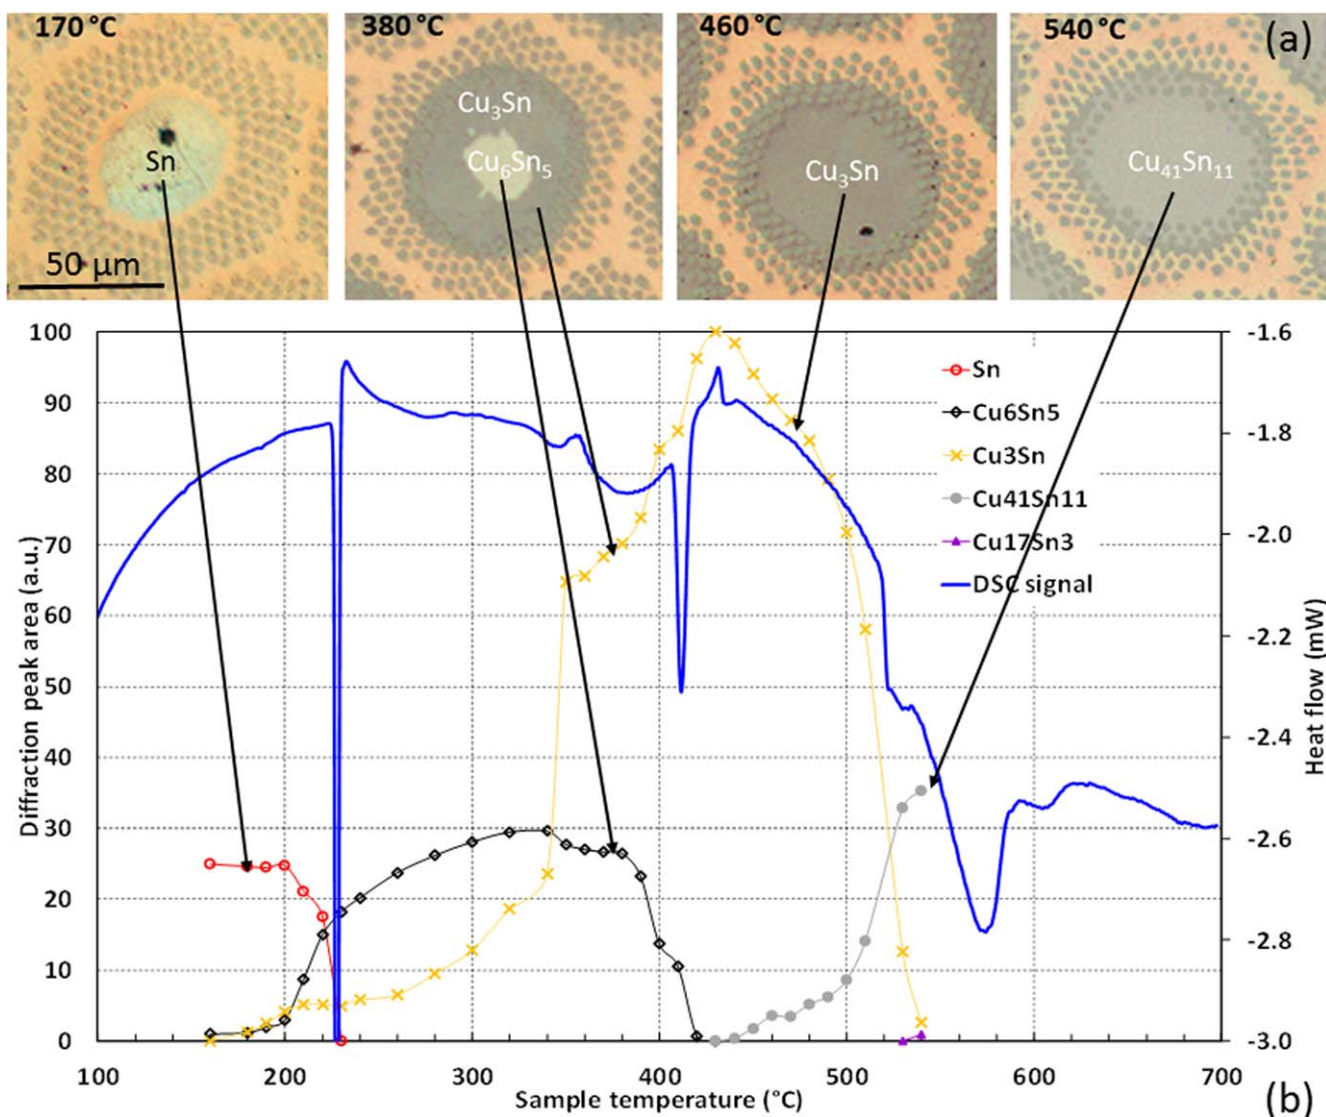 170 °C
380 °C
460 °C
540 °C
(a)
Sn
Cu₃Sn
Cu₆Sn₅
Cu₃Sn
Cu₄₁Sn₁₁
50 µm
100
90
80
70
60
50
40
30
20
10
0
Diffraction peak area (a.u.)
Sn
Cu6Sn5
Cu3Sn
Cu41Sn11
Cu17Sn3
DSC signal
-1.6
-1.8
-2.0
-2.2
-2.4
-2.6
-2.8
-3.0
Heat flow (mW)
100 200 300 400 500 600 700
Sample temperature (°C)
(b)